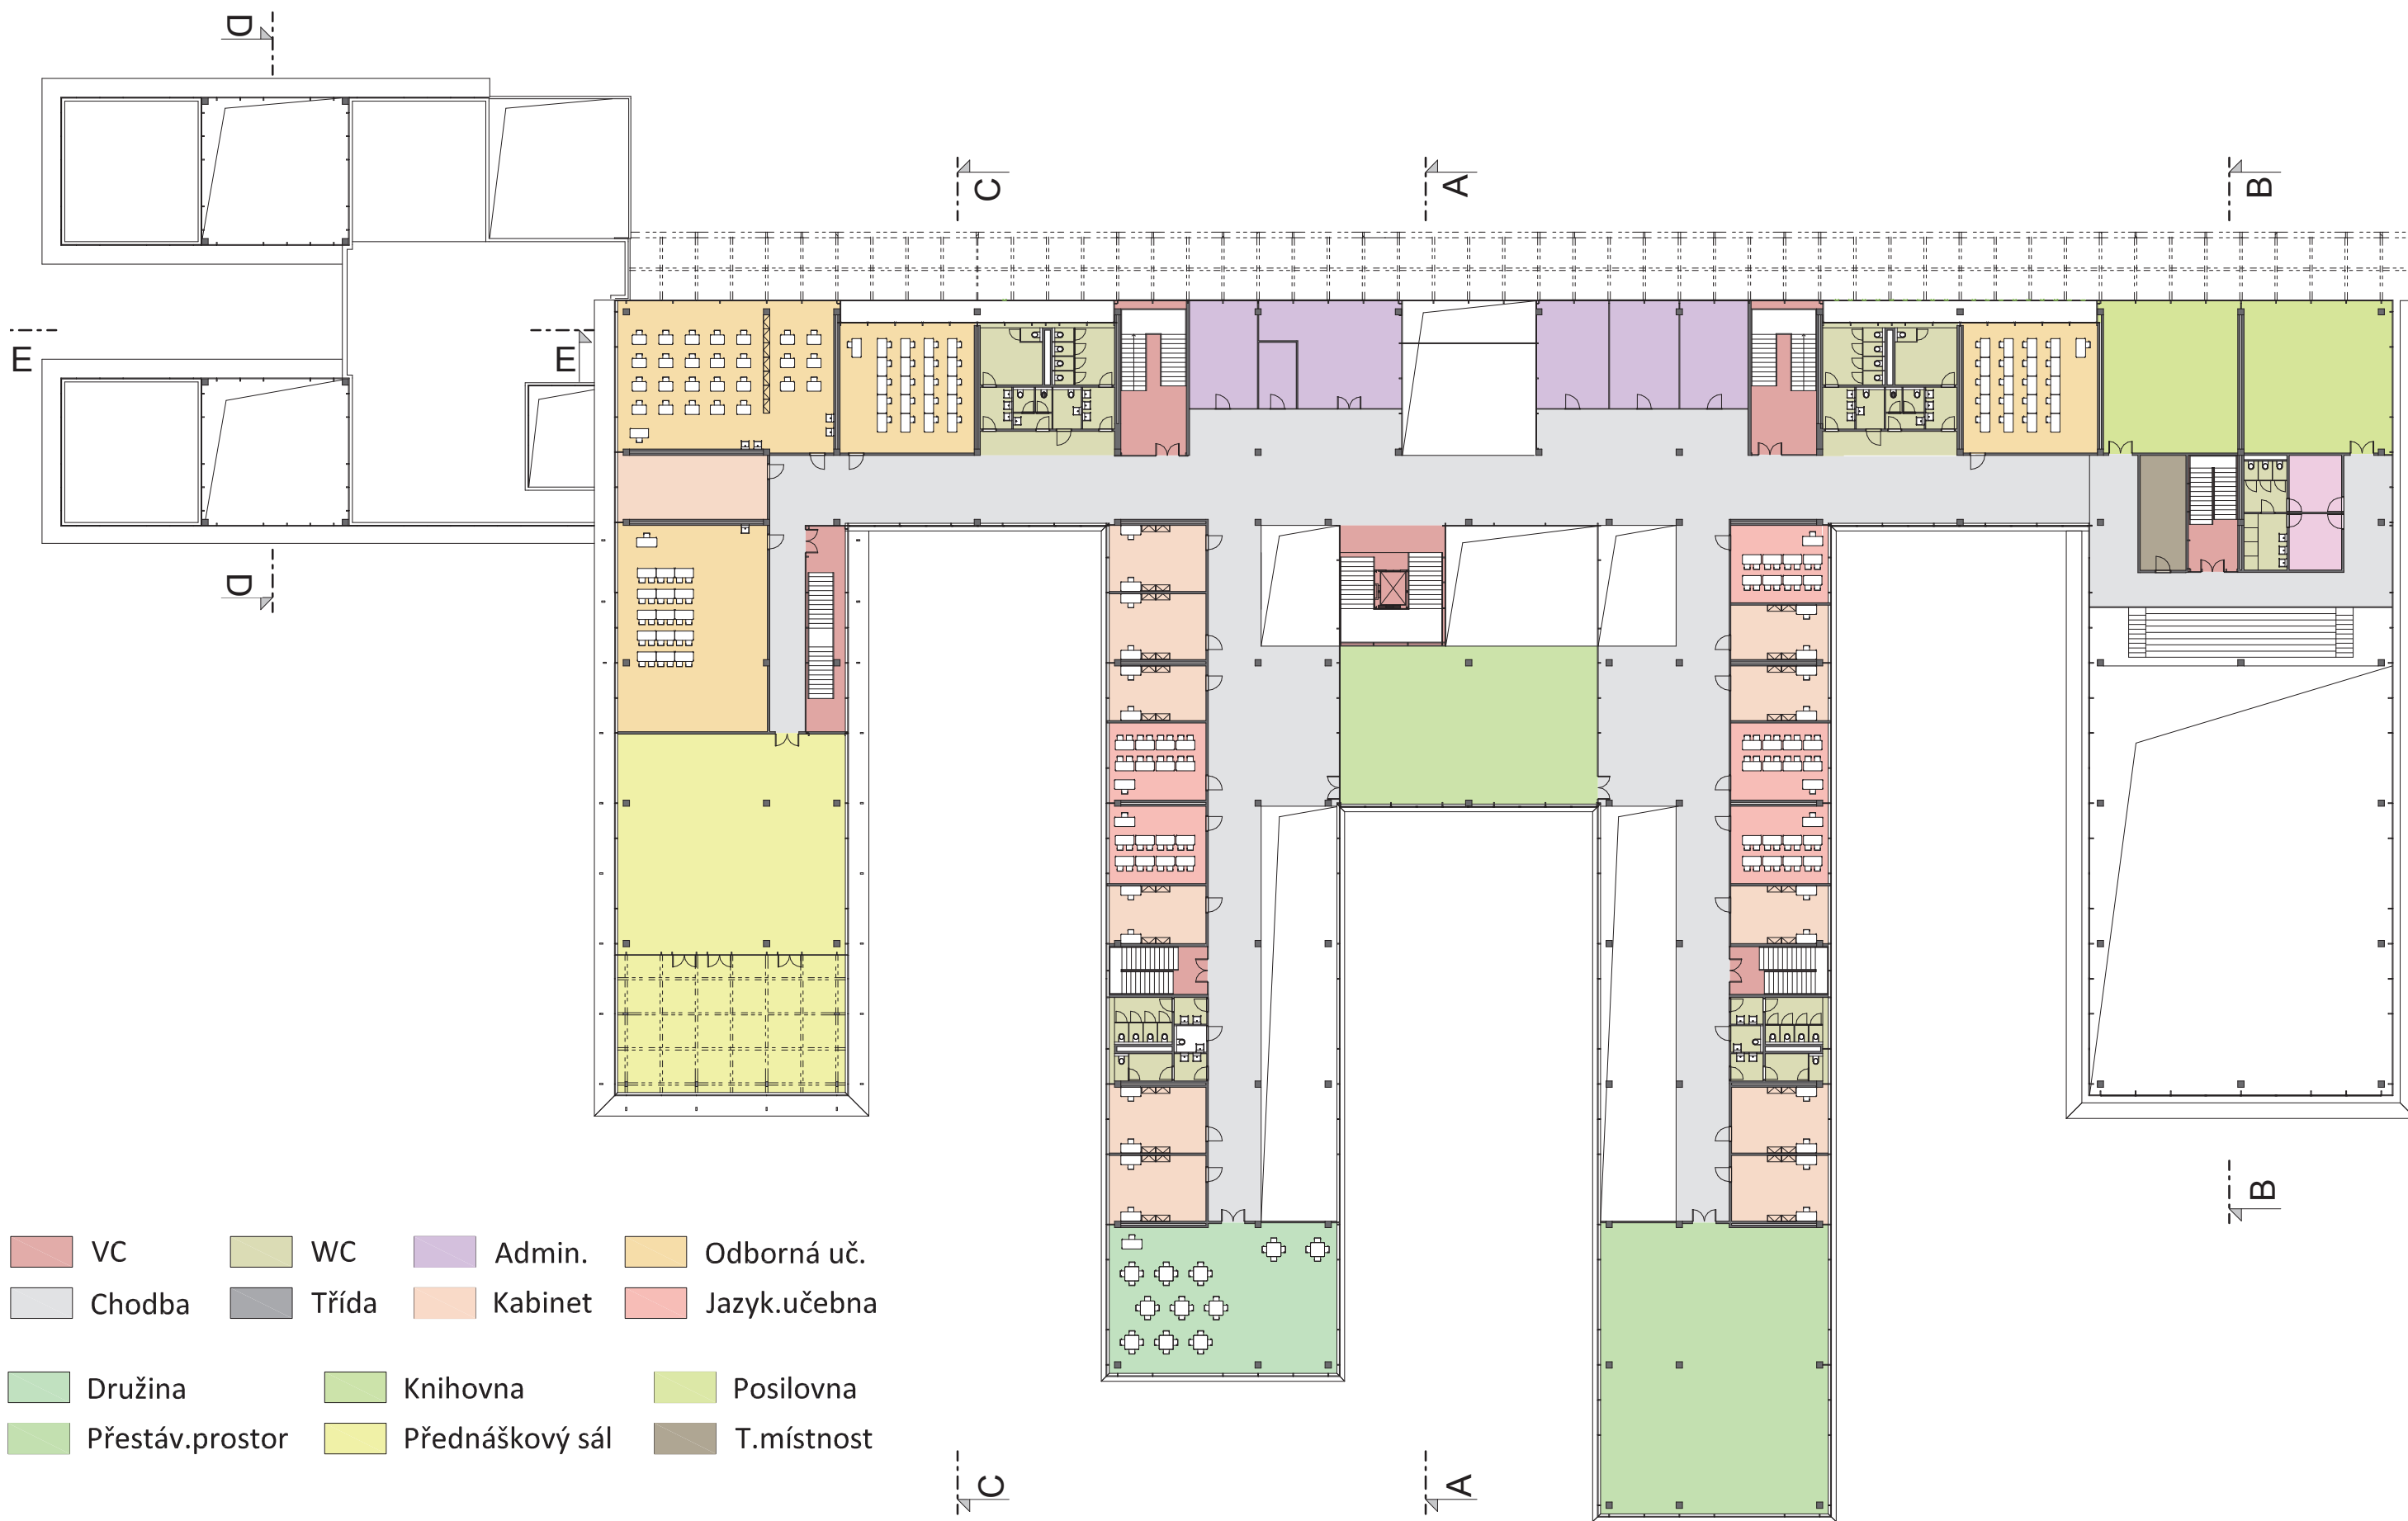 D
C
A
B
E
E
D
B
VC
WC
Admin.
Odborná uč.
Chodba
Třída
Kabinet
Jazyk.učebna
Družina
Knihovna
Posilovna
Přestáv.prostor
Přednáškový sál
T.místnost
C
A